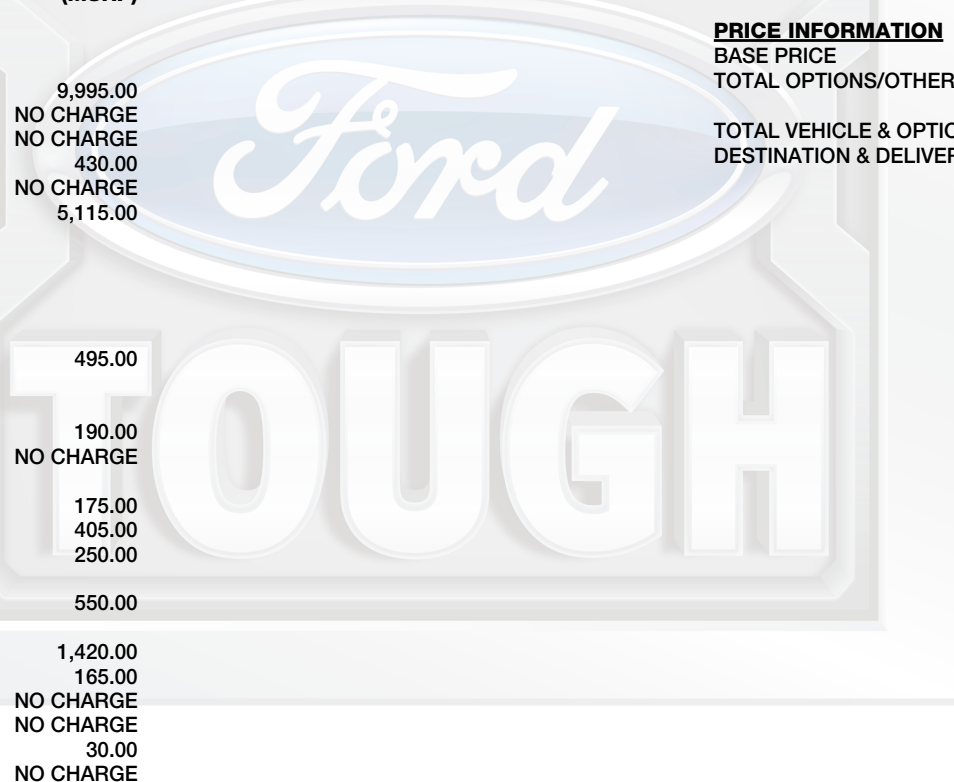 PRICE INFORMATION
BASE PRICE
TOTAL OPTIONS/OTHER
TOTAL VEHICLE &
DESTINATION &
9,995.00
NO CHARGE
NO CHARGE
430.00
NO CHARGE
5,115.00
495.00
190.00
NO CHARGE
175.00
405.00
250.00
550.00
1,420.00
165.00
NO CHARGE
NO CHARGE
30.00
NO CHARGE
Ford
TOUGH